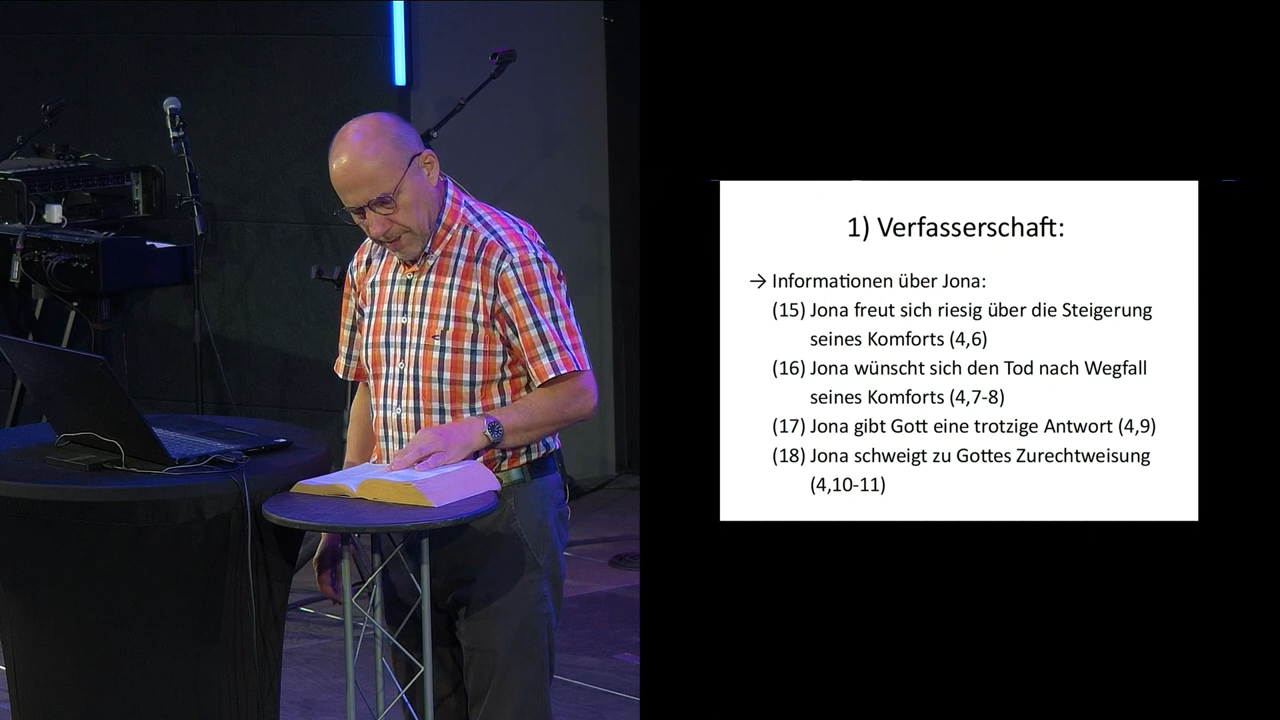 1) Verfasserschaft:
→ Informationen über Jona:
(15) Jona freut sich riesig über die Steigerung
seines Komforts (4,6)
(16) Jona wünscht sich den Tod nach Wegfall
seines Komforts (4,7-8)
(17) Jona gibt Gott eine trotzige Antwort (4,9)
(18) Jona schweigt zu Gottes Zurechtweisung
(4,10-11)